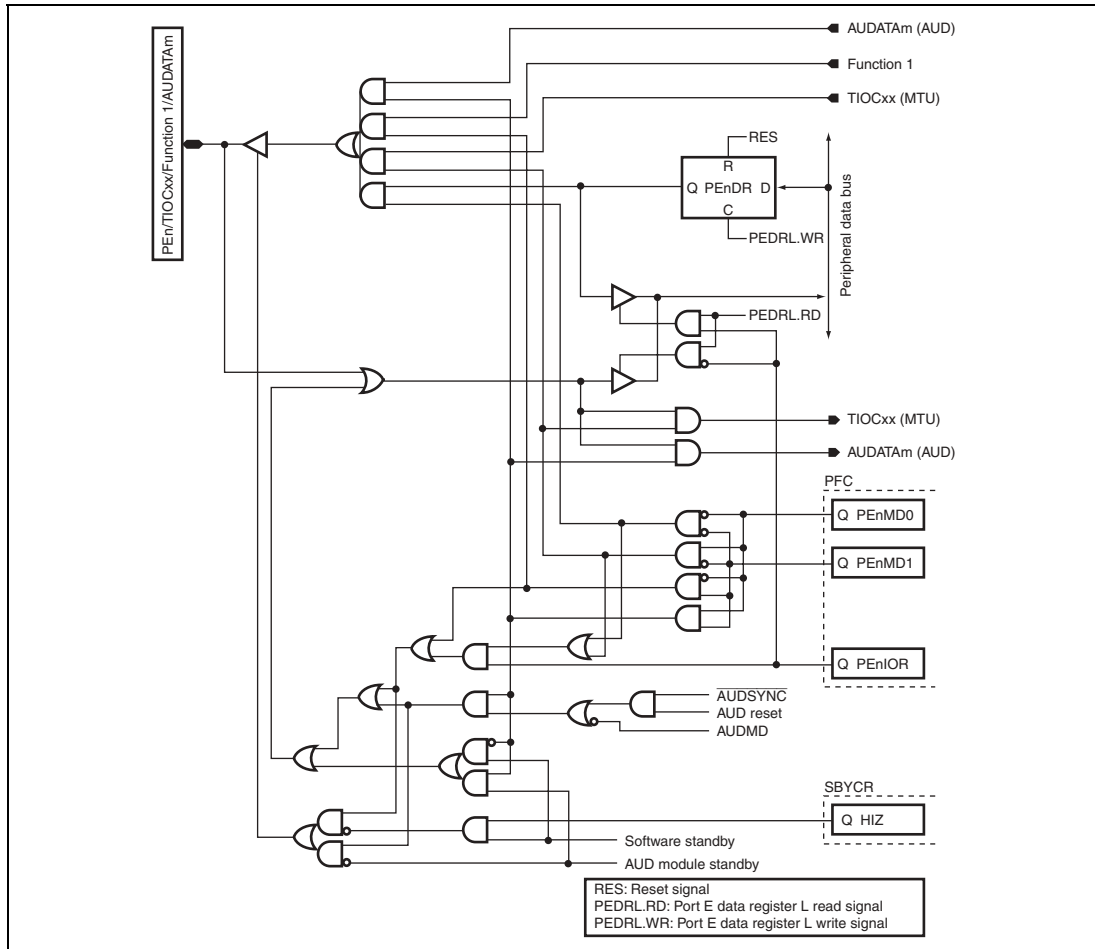 PEn/TIOCxx/Function 1/AUDATAm
AUDATAm (AUD)
Function 1
TIOCxx (MTU)
RES
R
Q PEnDR D
C
PEDRL.WR
Peripheral data bus
PEDRL.RD
TIOCxx (MTU)
AUDATAm (AUD)
PFC
Q PEnMD0
Q PEnMD1
Q PEnIOR
AUDSYNC
AUD reset
AUDMD
SBYCR
Q HIZ
Software standby
AUD module standby
RES: Reset signal
PEDRL.RD: Port E data register L read signal
PEDRL.WR: Port E data register L write signal